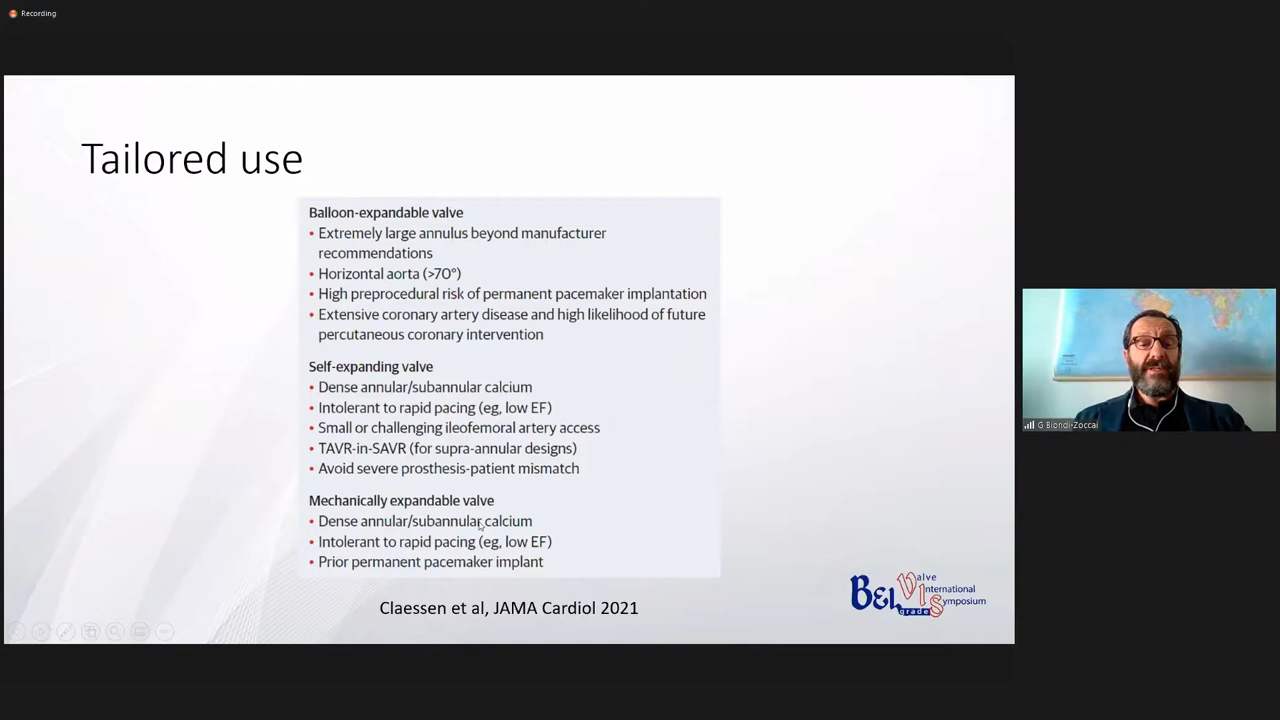 Recording
Tailored use
Balloon-expandable valve
• Extremely large annulus beyond manufacturer
recommendations
• Horizontal aorta (>70°)
• High preprocedural risk of permanent pacemaker implantation
• Extensive coronary artery disease and high likelihood of future
percutaneous coronary intervention
Self-expanding valve
• Dense annular/subannular calcium
• Intolerant to rapid pacing (eg, low EF)
• Small or challenging ileofemoral artery access
• TAVR-in-SAVR (for supra-annular designs)
• Avoid severe prosthesis-patient mismatch
Mechanically expandable valve
• Dense annular/subannular calcium
• Intolerant to rapid pacing (eg, low EF)
• Prior permanent pacemaker implant
Claessen et al, JAMA Cardiol 2021
BEL
grade
Valve
International
Symposium
G Biondi-Zoccai